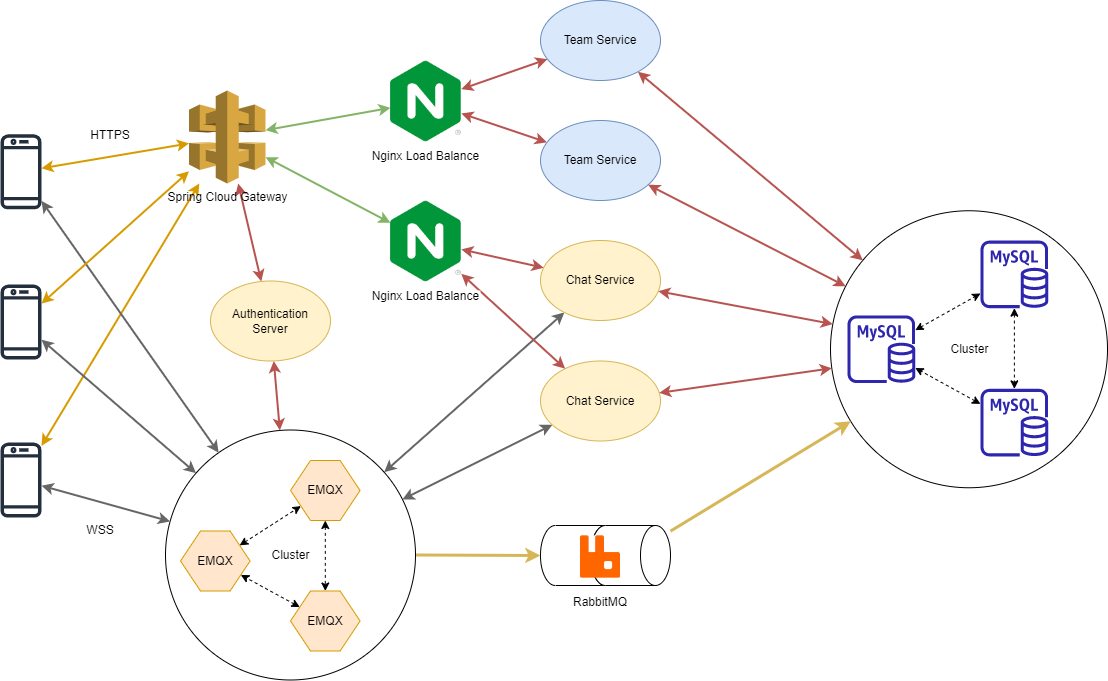 Team Service
HTTPS
N
®
Nginx Load Balance
Team Service
Spring Cloud Gateway
N
®
Nginx Load Balance
Chat Service
Authentication
Server
Chat Service
MySQL
MySQL
Cluster
MySQL
WSS
EMQX
EMQX
Cluster
EMQX
RabbitMQ